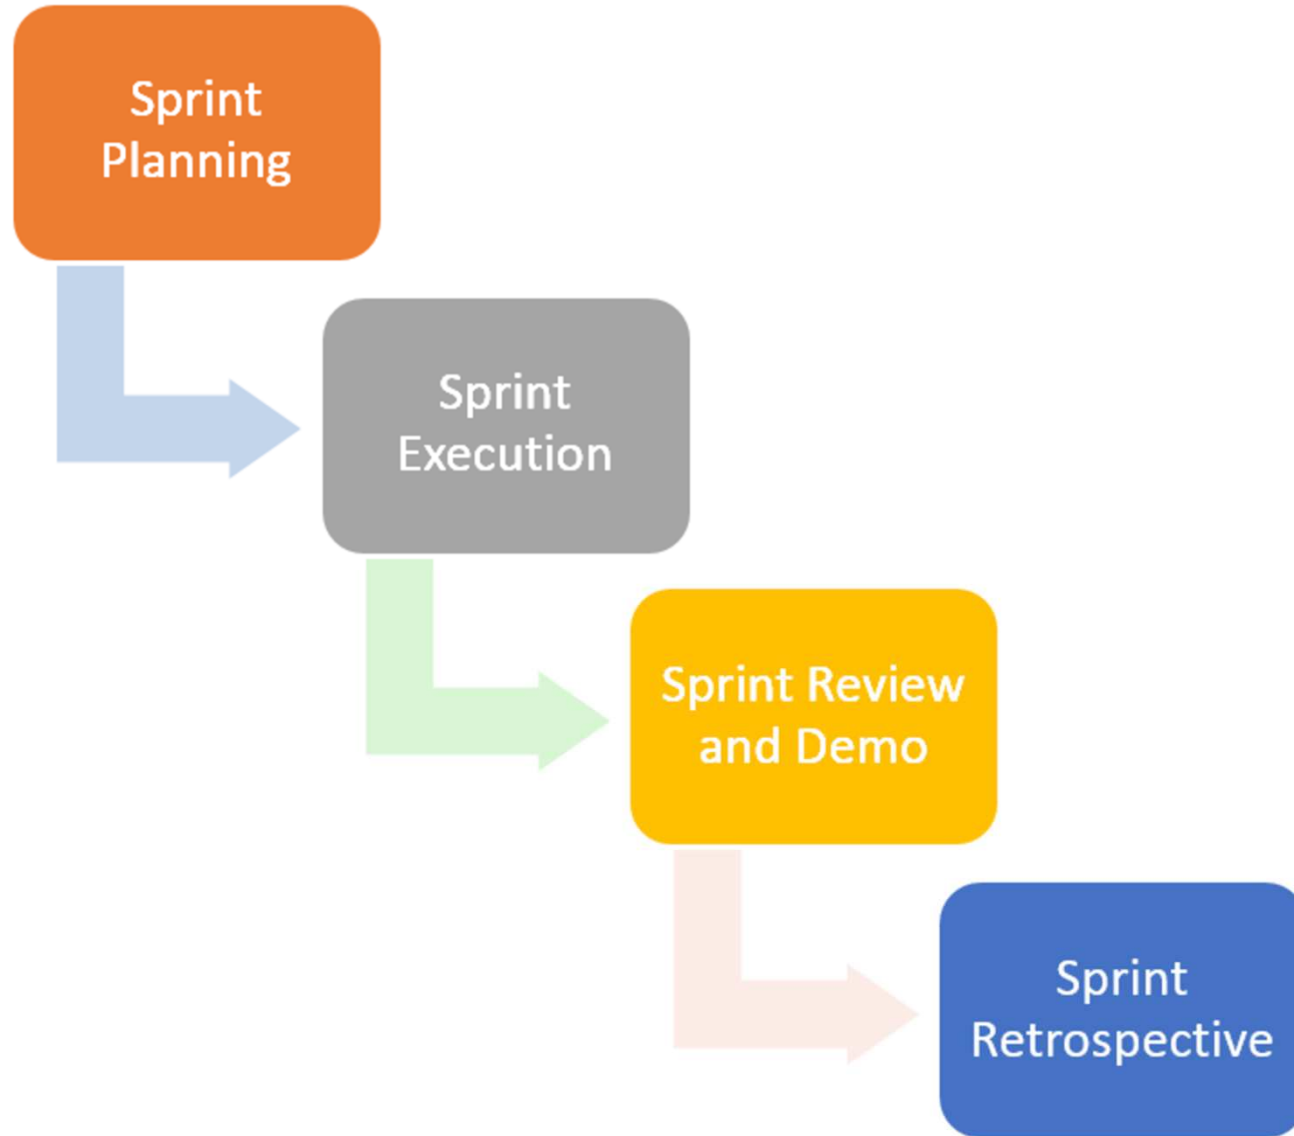 Sprint
Planning
Sprint
Execution
Sprint Review
and Demo
Sprint
Retrospective